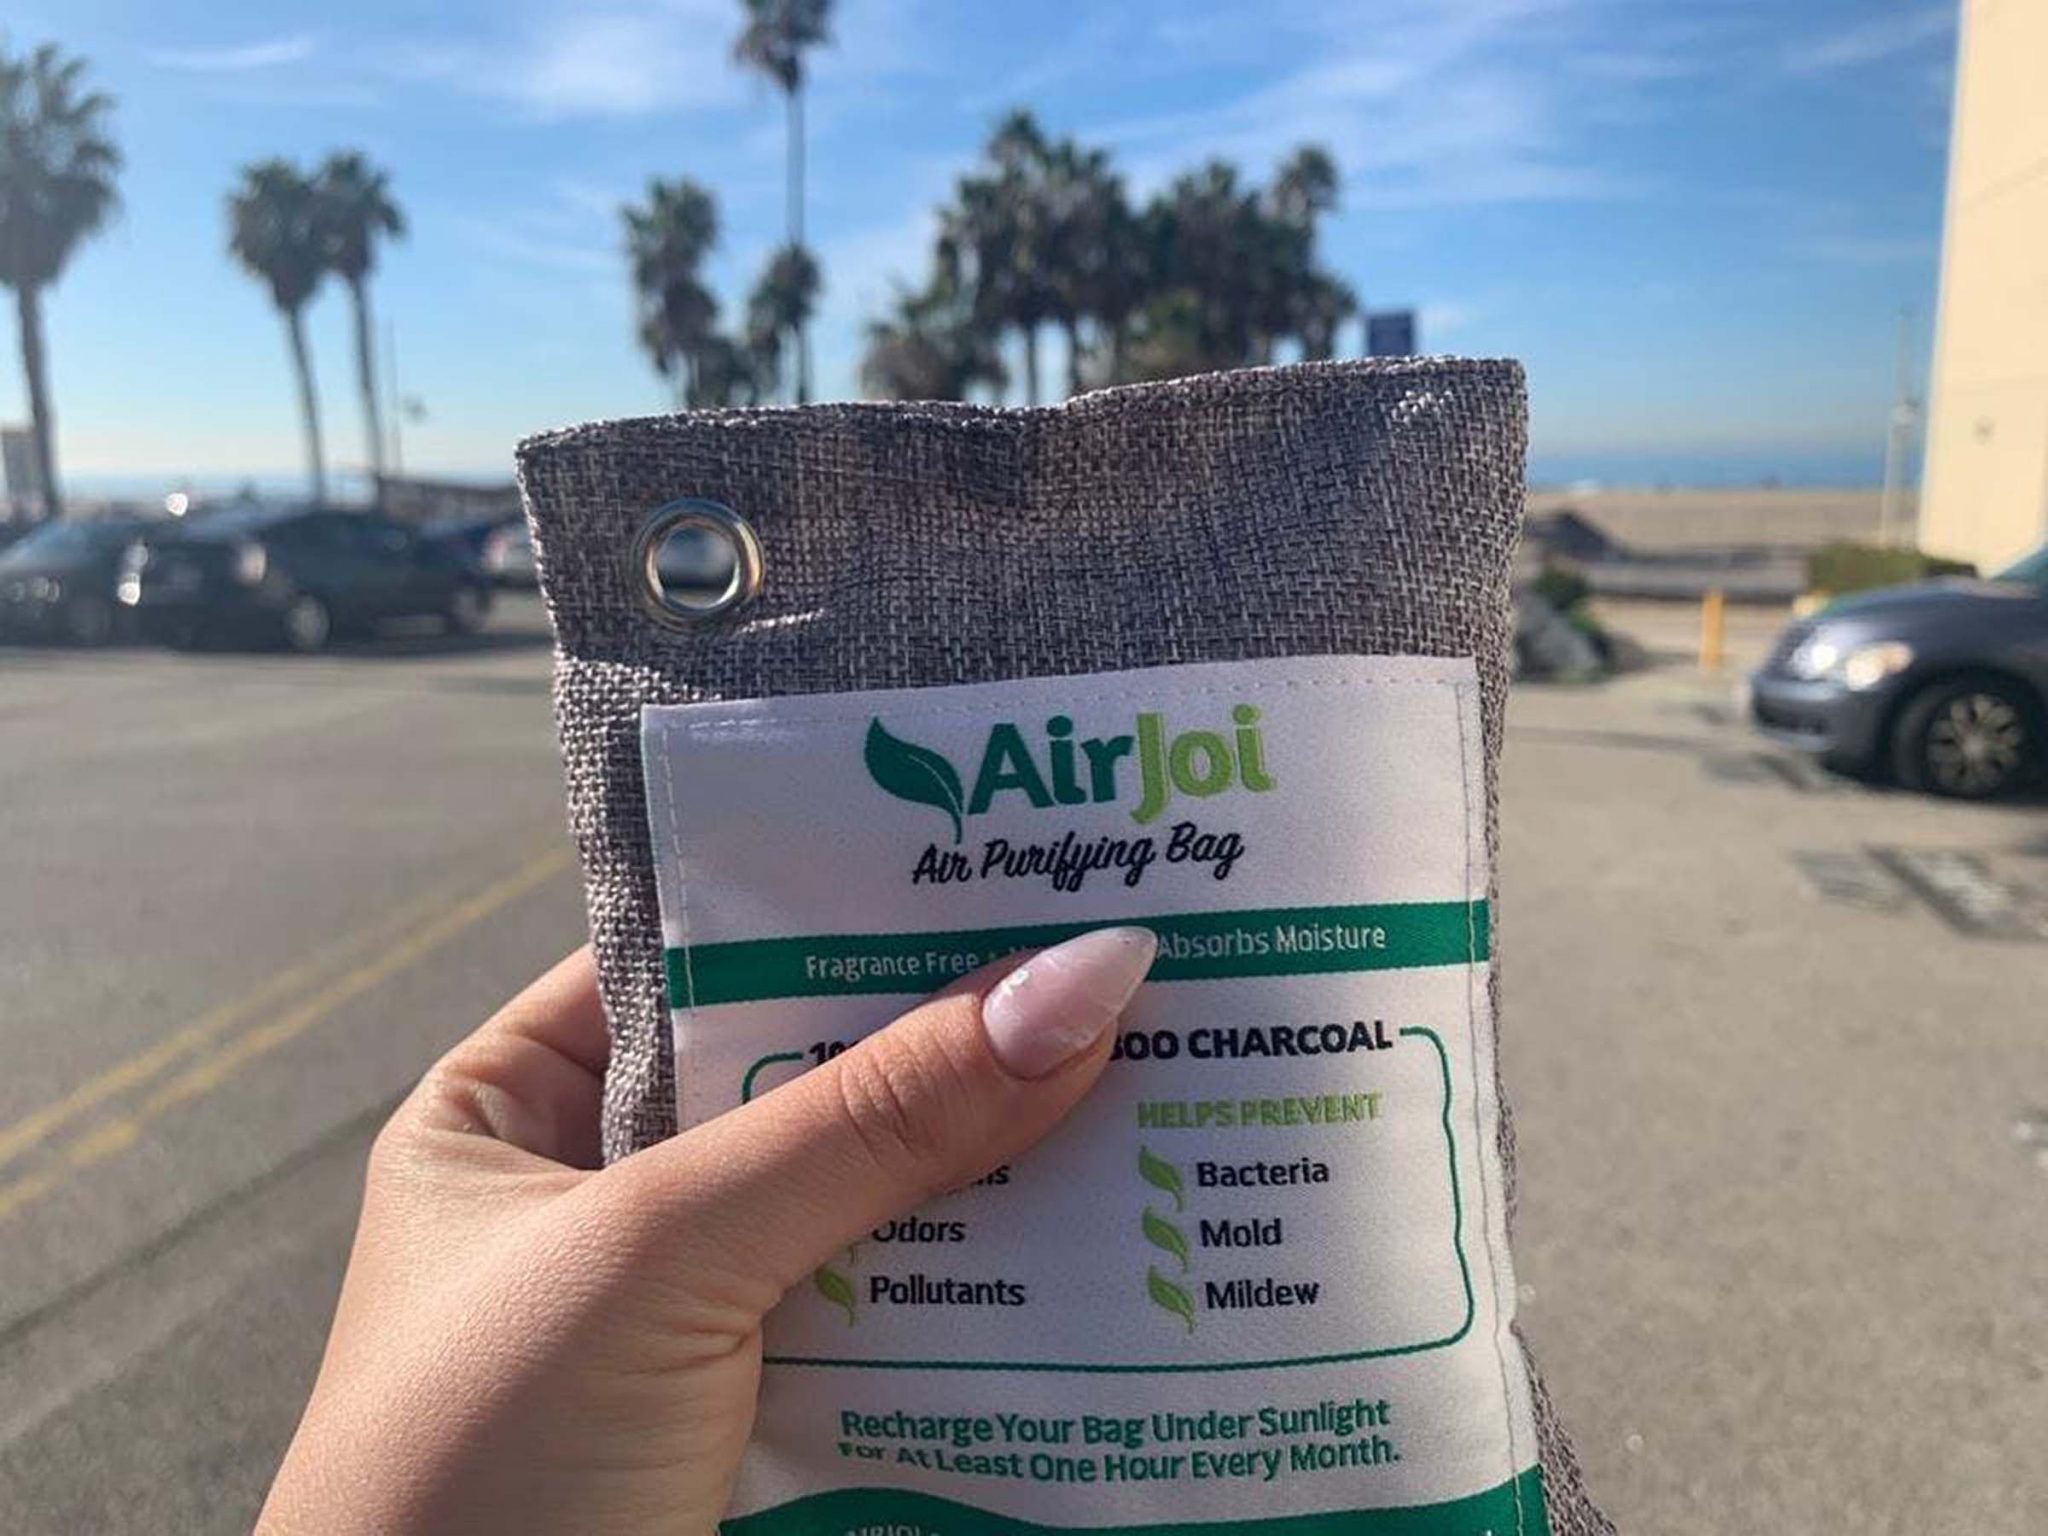 AirJoi
Air Purifying Bag
Fragrance Free • Absorbs Moisture
CHARCOAL
HELPS PREVENT
Bacteria
Odors
Mold
Pollutants
Mildew
Recharge Your Bag Under Sunlight
For At Least One Hour Every Month.